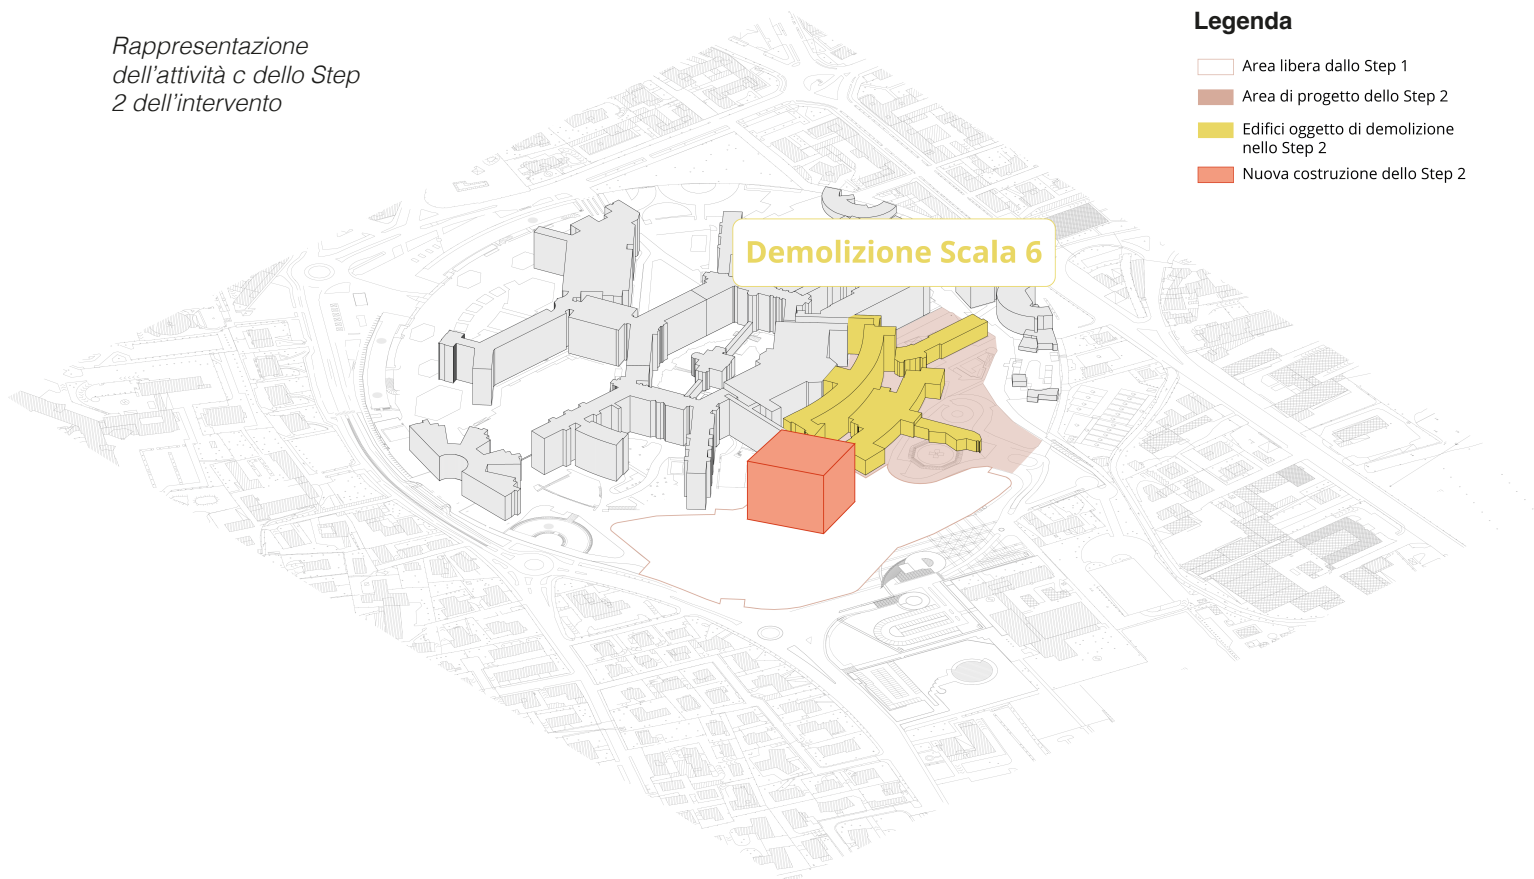 Rappresentazione
dell’attività c dello Step
2 dell’intervento
Legenda
Area libera dallo Step 1
Area di progetto dello Step 2
Edifici oggetto di demolizione
nello Step 2
Nuova costruzione dello Step 2
Demolizione Scala 6